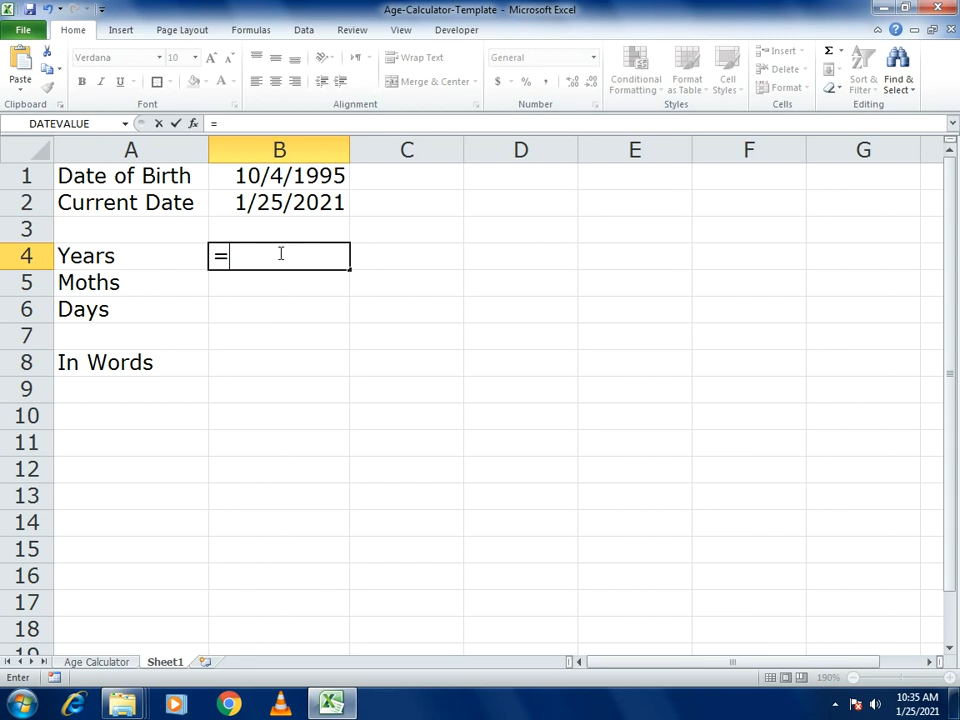 Age-Calculator-Template - Microsoft Excel
File Home Insert Page Layout Formulas Data Review View Developer
Paste
Verdana 10
B I U A
Wrap Text
Merge & Center
General
$ % ,
Conditional Formatting
Format as Table
Cell Styles
Insert
Delete
Format
Σ
Sort & Filter
Find & Select
Clipboard Font Alignment Number Styles Cells Editing
DATEVALUE fx =
A B C D E F G
1 Date of Birth 10/4/1995
2 Current Date 1/25/2021
3
4 Years =
5 Moths
6 Days
7
8 In Words
9
10
11
12
13
14
15
16
17
18
19
Age Calculator Sheet1
Enter 190%
10:35 AM
1/25/2021